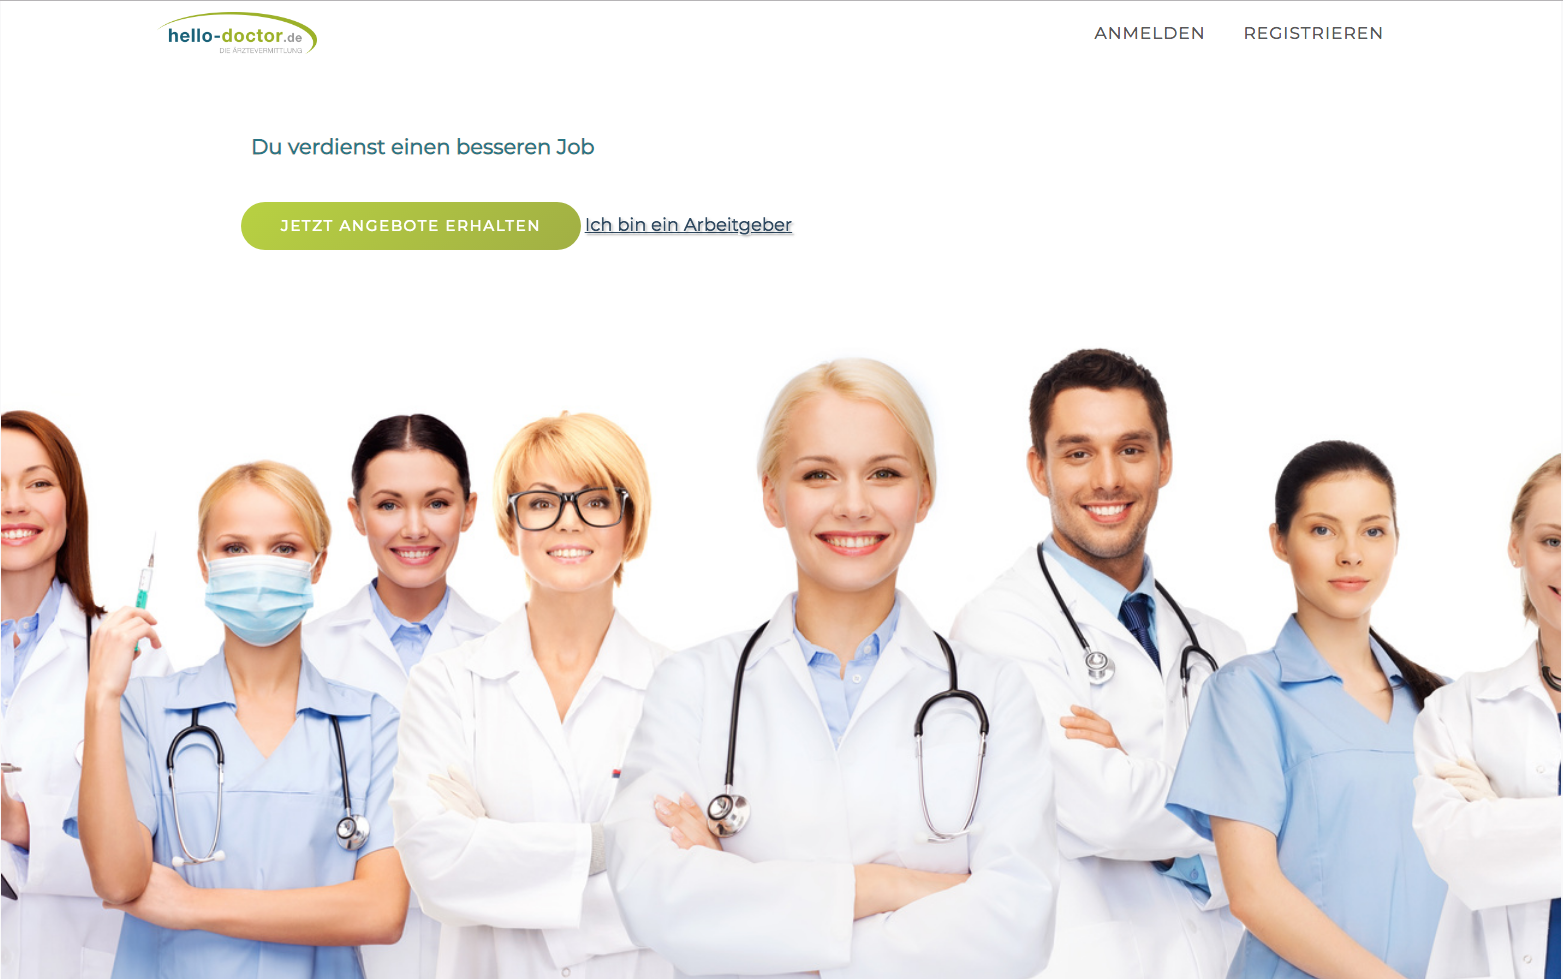 hello-doctor.de
DIE ÄRZTEVERMITTLUNG
ANMELDEN REGISTRIEREN
Du verdienst einen besseren Job
JETZT ANGEBOTE ERHALTEN Ich bin ein Arbeitgeber